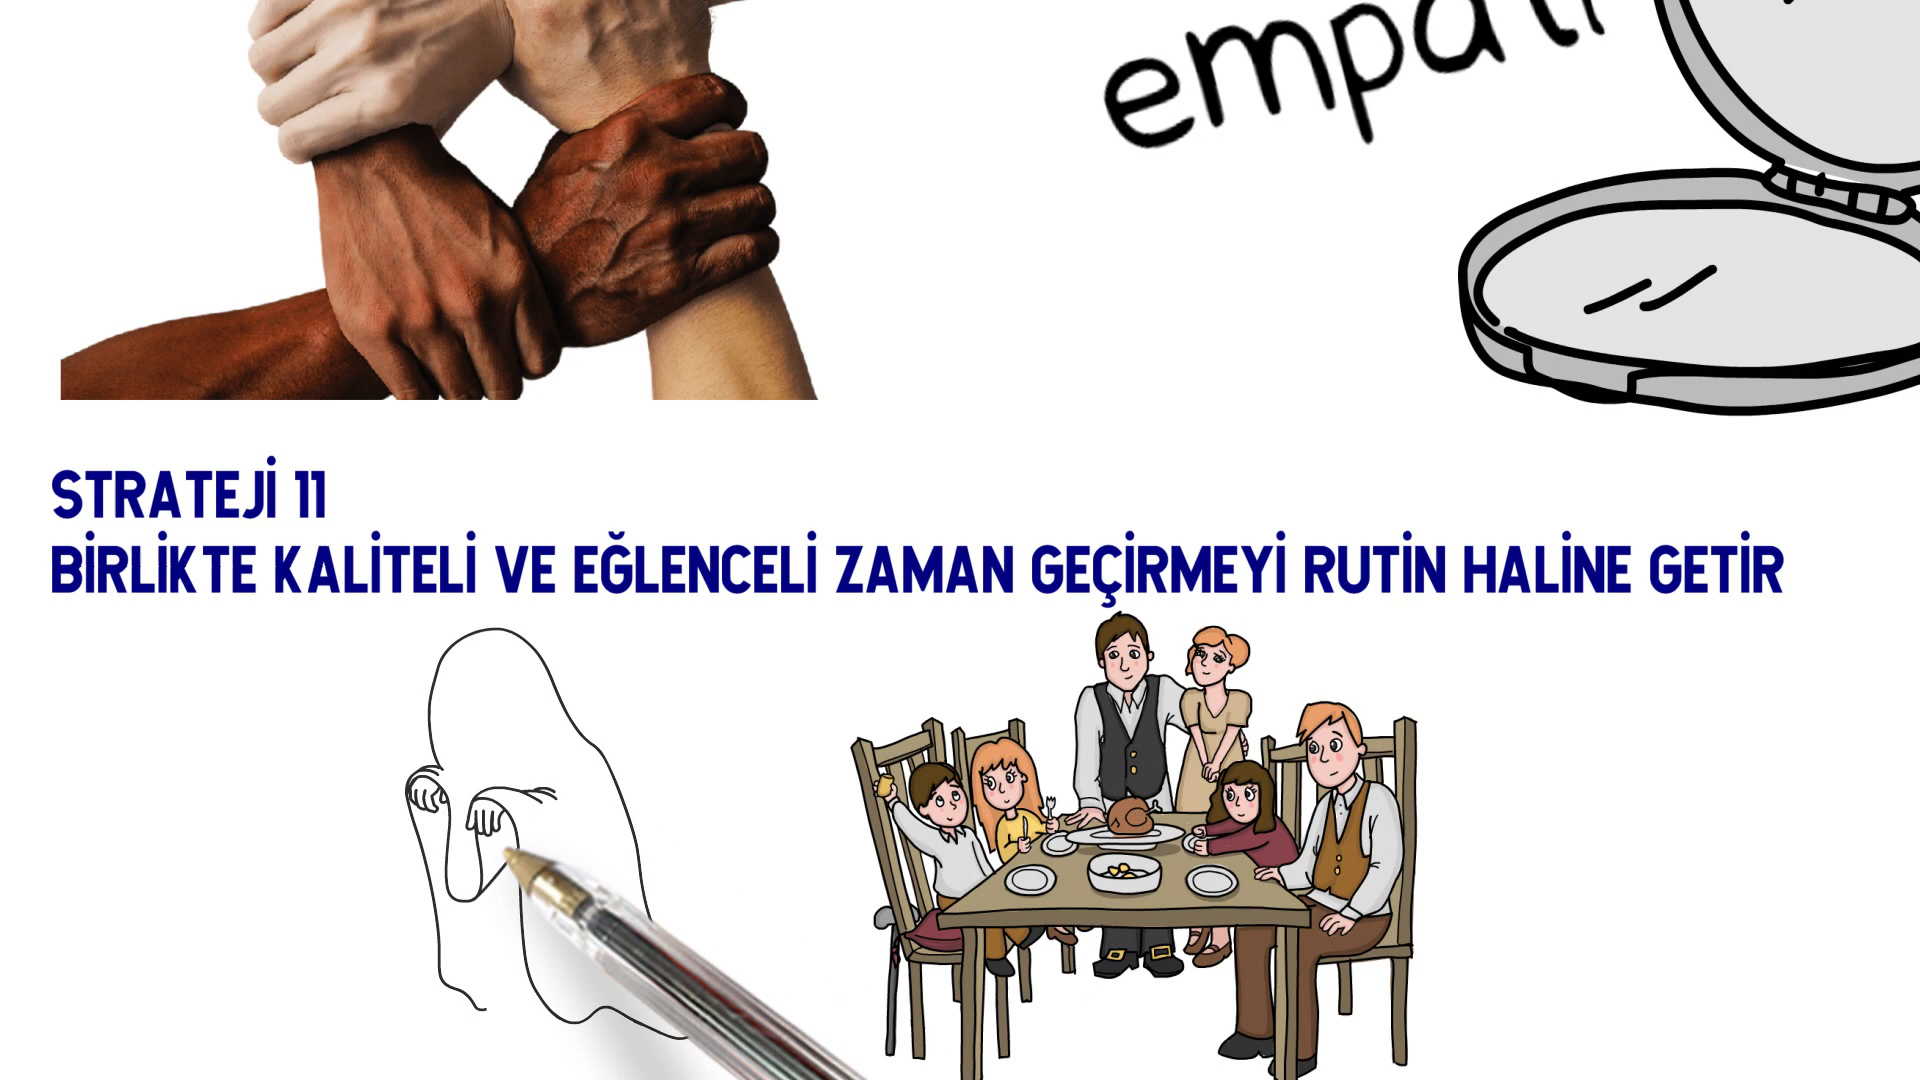 empati
STRATEJİ 11
BİRLİKTE KALİTELİ VE EĞLENCELİ ZAMAN GEÇİRMEYİ RUTİN HALİNE GETİR